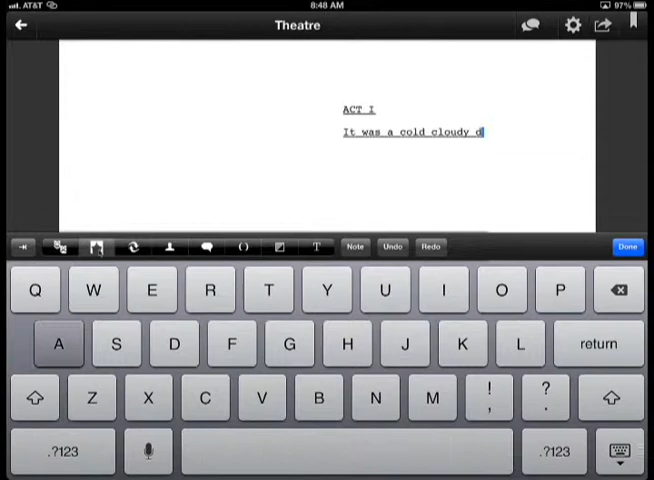 AT&T 8:48 AM 97%
Theatre
ACT I
It was a cold cloudy d
T Note Undo Redo Done
Q W E R T Y U I O P
A S D F G H J K L return
Z X C V B N M ! , ? .
.?123 .?123